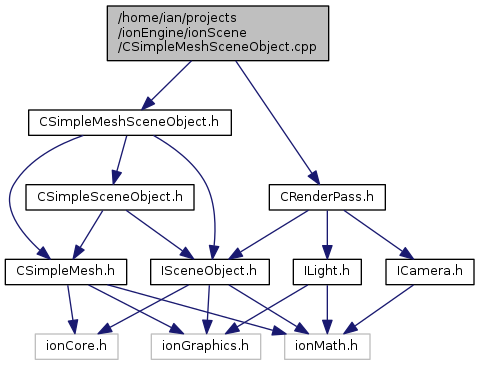 /home/ian/projects
/ionEngine/ionScene
/CSimpleMeshSceneObject.cpp
CSimpleMeshSceneObject.h
CSimpleSceneObject.h
CRenderPass.h
CSimpleMesh.h
ISceneObject.h
ILight.h
ICamera.h
ionCore.h
ionGraphics.h
ionMath.h